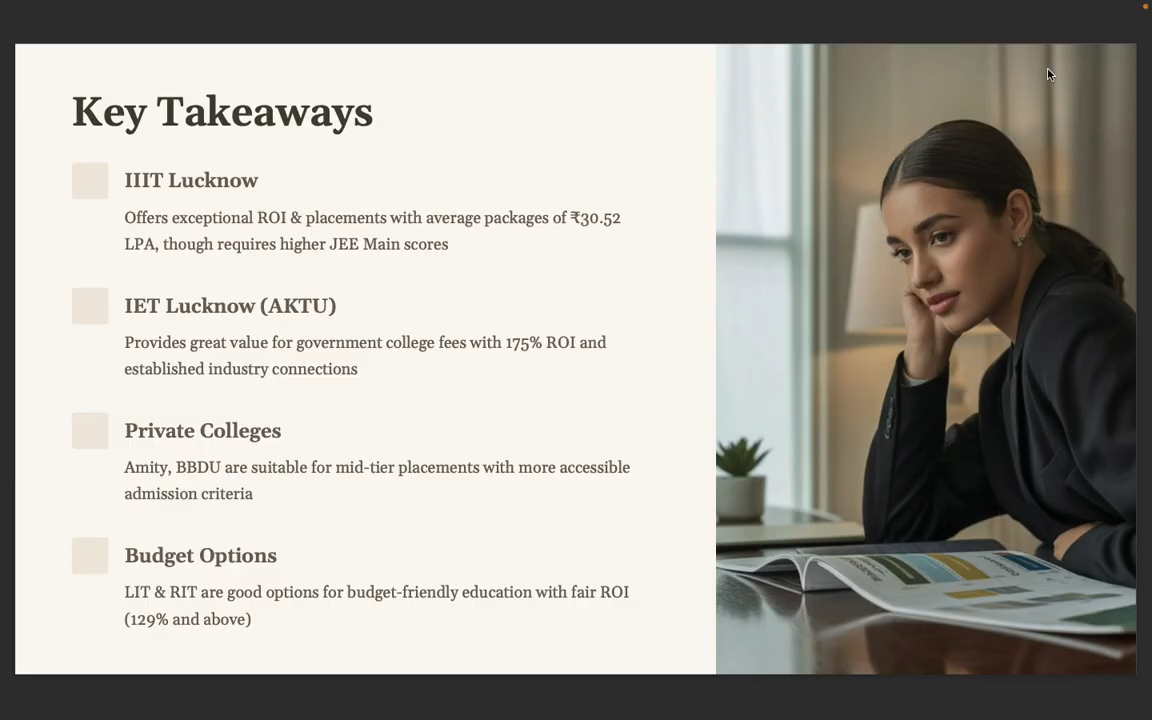 Key Takeaways
IIIT Lucknow
Offers exceptional ROI & placements with average packages of ₹30.52
LPA, though requires higher JEE Main scores
IET Lucknow (AKTU)
Provides great value for government college fees with 175% ROI and
established industry connections
Private Colleges
Amity, BBDU are suitable for mid-tier placements with more accessible
admission criteria
Budget Options
LIT & RIT are good options for budget-friendly education with fair ROI
(129% and above)